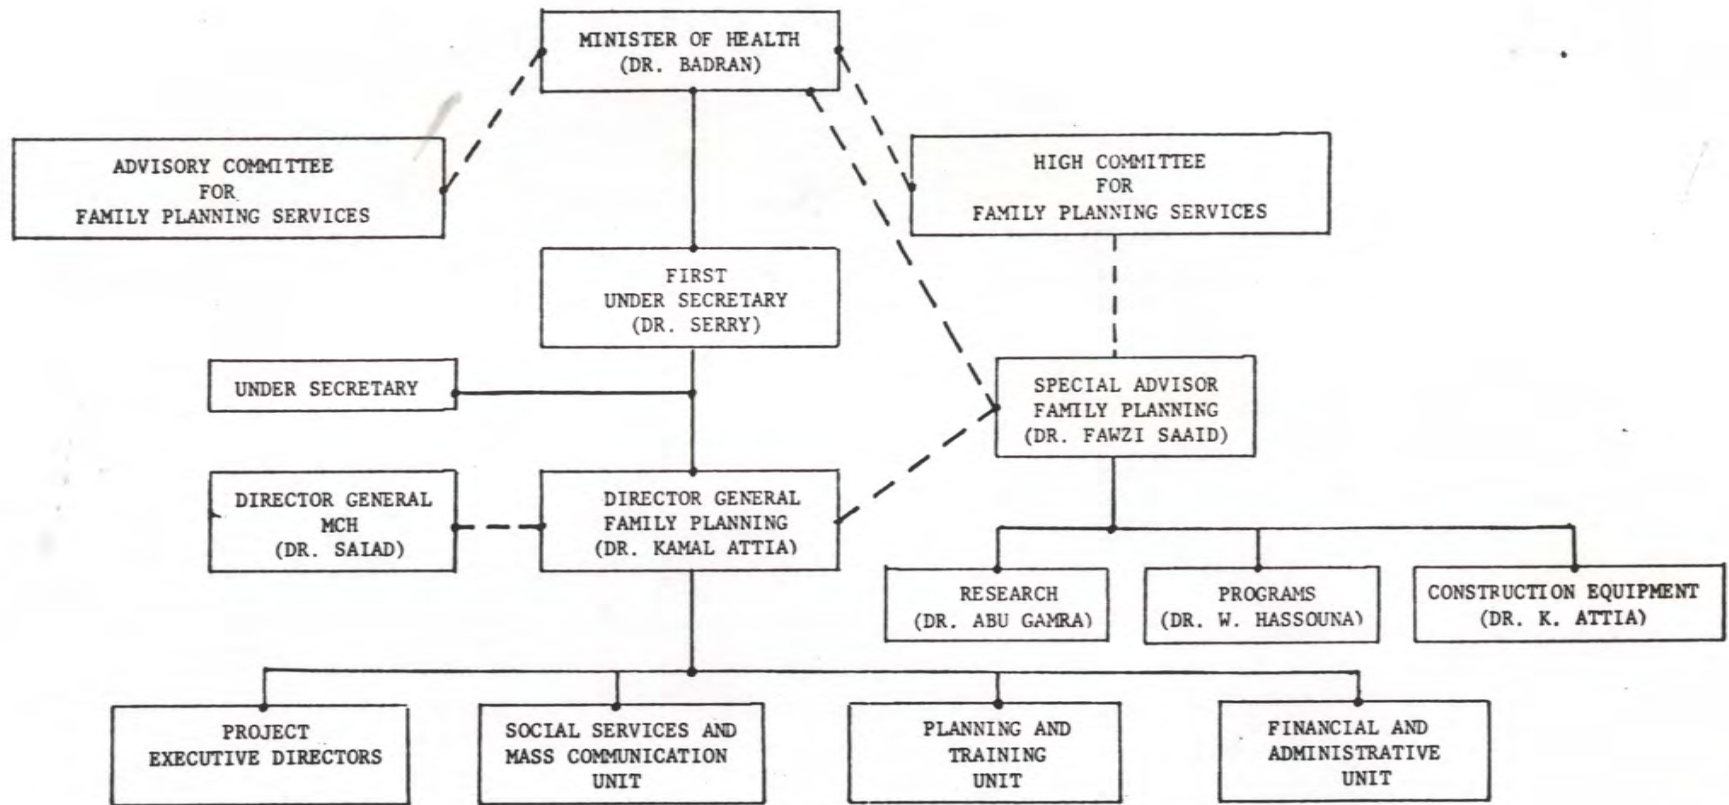 MINISTER OF HEALTH
(DR. BADRAN)
ADVISORY COMMITTEE
FOR
FAMILY PLANNING SERVICES
HIGH COMMITTEE
FOR
FAMILY PLANNING SERVICES
FIRST
UNDER SECRETARY
(DR. SERRY)
UNDER SECRETARY
SPECIAL ADVISOR
FAMILY PLANNING
(DR. FAWZI SAAID)
DIRECTOR GENERAL
MCH
(DR. SAIAD)
DIRECTOR GENERAL
FAMILY PLANNING
(DR. KAMAL ATTIA)
RESEARCH
(DR. ABU GAMRA)
PROGRAMS
(DR. W. HASSOUNA)
CONSTRUCTION EQUIPMENT
(DR. K. ATTIA)
PROJECT
EXECUTIVE DIRECTORS
SOCIAL SERVICES AND
MASS COMMUNICATION
UNIT
PLANNING AND
TRAINING
UNIT
FINANCIAL AND
ADMINISTRATIVE
UNIT